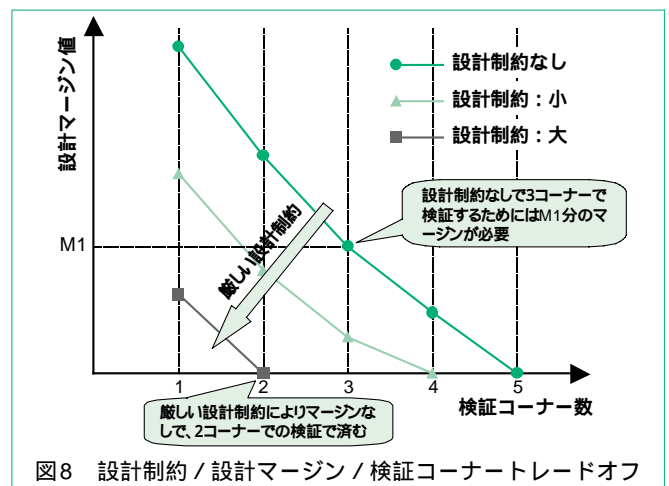 設計マージン値
設計制約なし
設計制約：小
設計制約：大
設計制約なしで3コーナーで
検証するためにはM1分のマ
ージンが必要
M1
厳しい設計制約
1 2 3 4 5
検証コーナー数
厳しい設計制約によりマージンな
しで、2コーナーでの検証で済む
図8 設計制約 / 設計マージン / 検証コーナートレードオフ